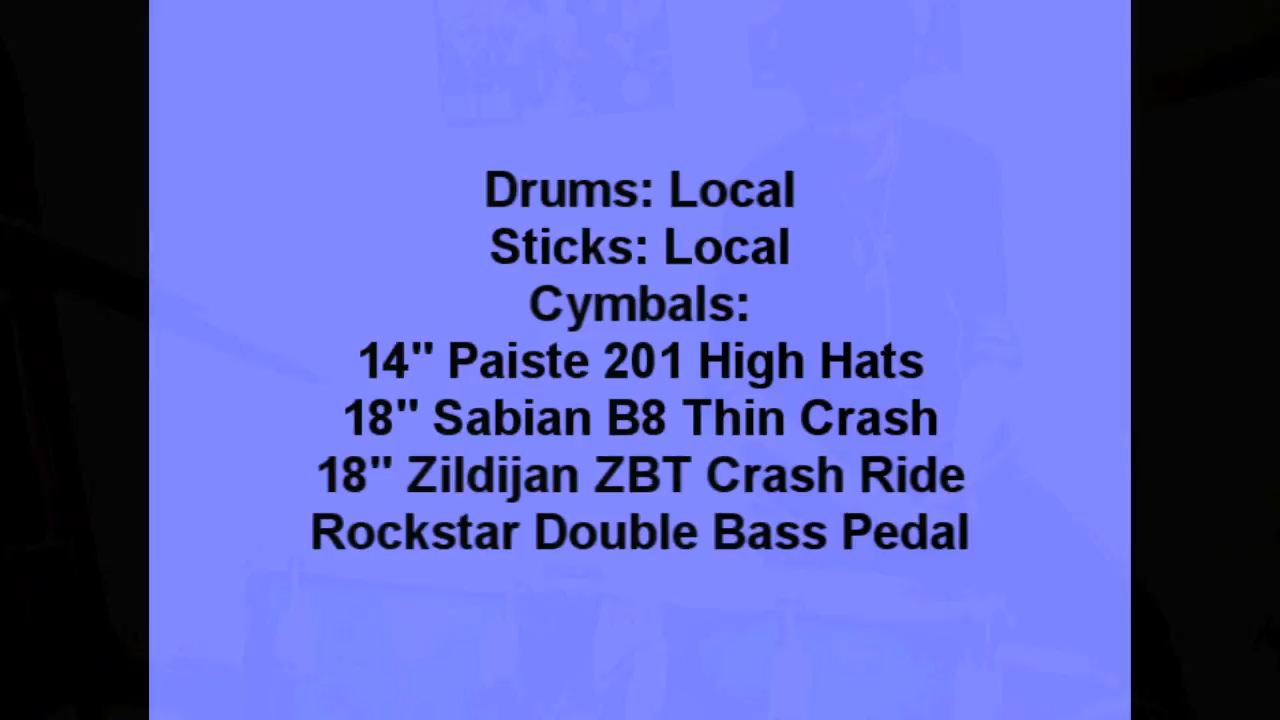 Drums: Local
Sticks: Local
Cymbals:
14" Paiste 201 High Hats
18" Sabian B8 Thin Crash
18" Zildijan ZBT Crash Ride
Rockstar Double Bass Pedal